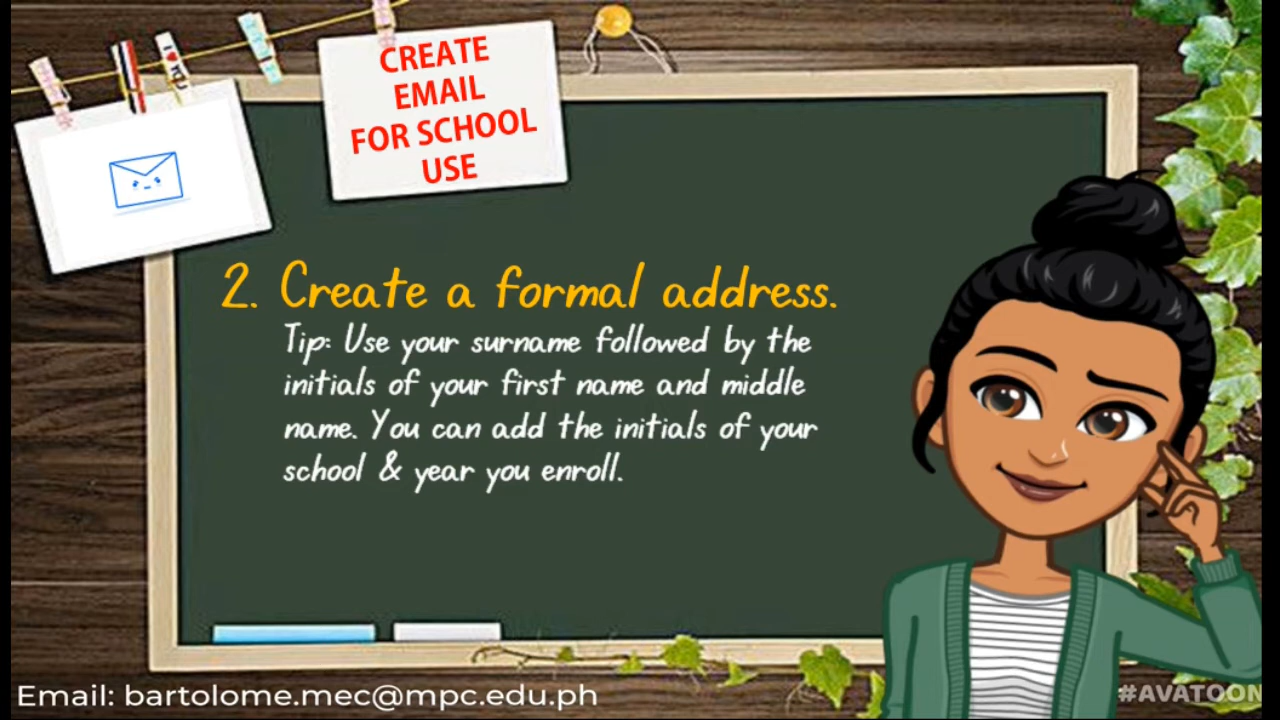 CREATE
EMAIL
FOR SCHOOL
USE
2. Create a formal address.
Tip: Use your surname followed by the
initials of your first name and middle
name. You can add the initials of your
school & year you enroll.
Email: bartolome.mec@mpc.edu.ph
#AVATOON